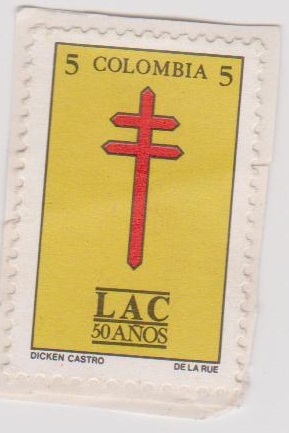 5 COLOMBIA 5
LAC
50 AÑOS
DICKEN CASTRO DE LA RUE